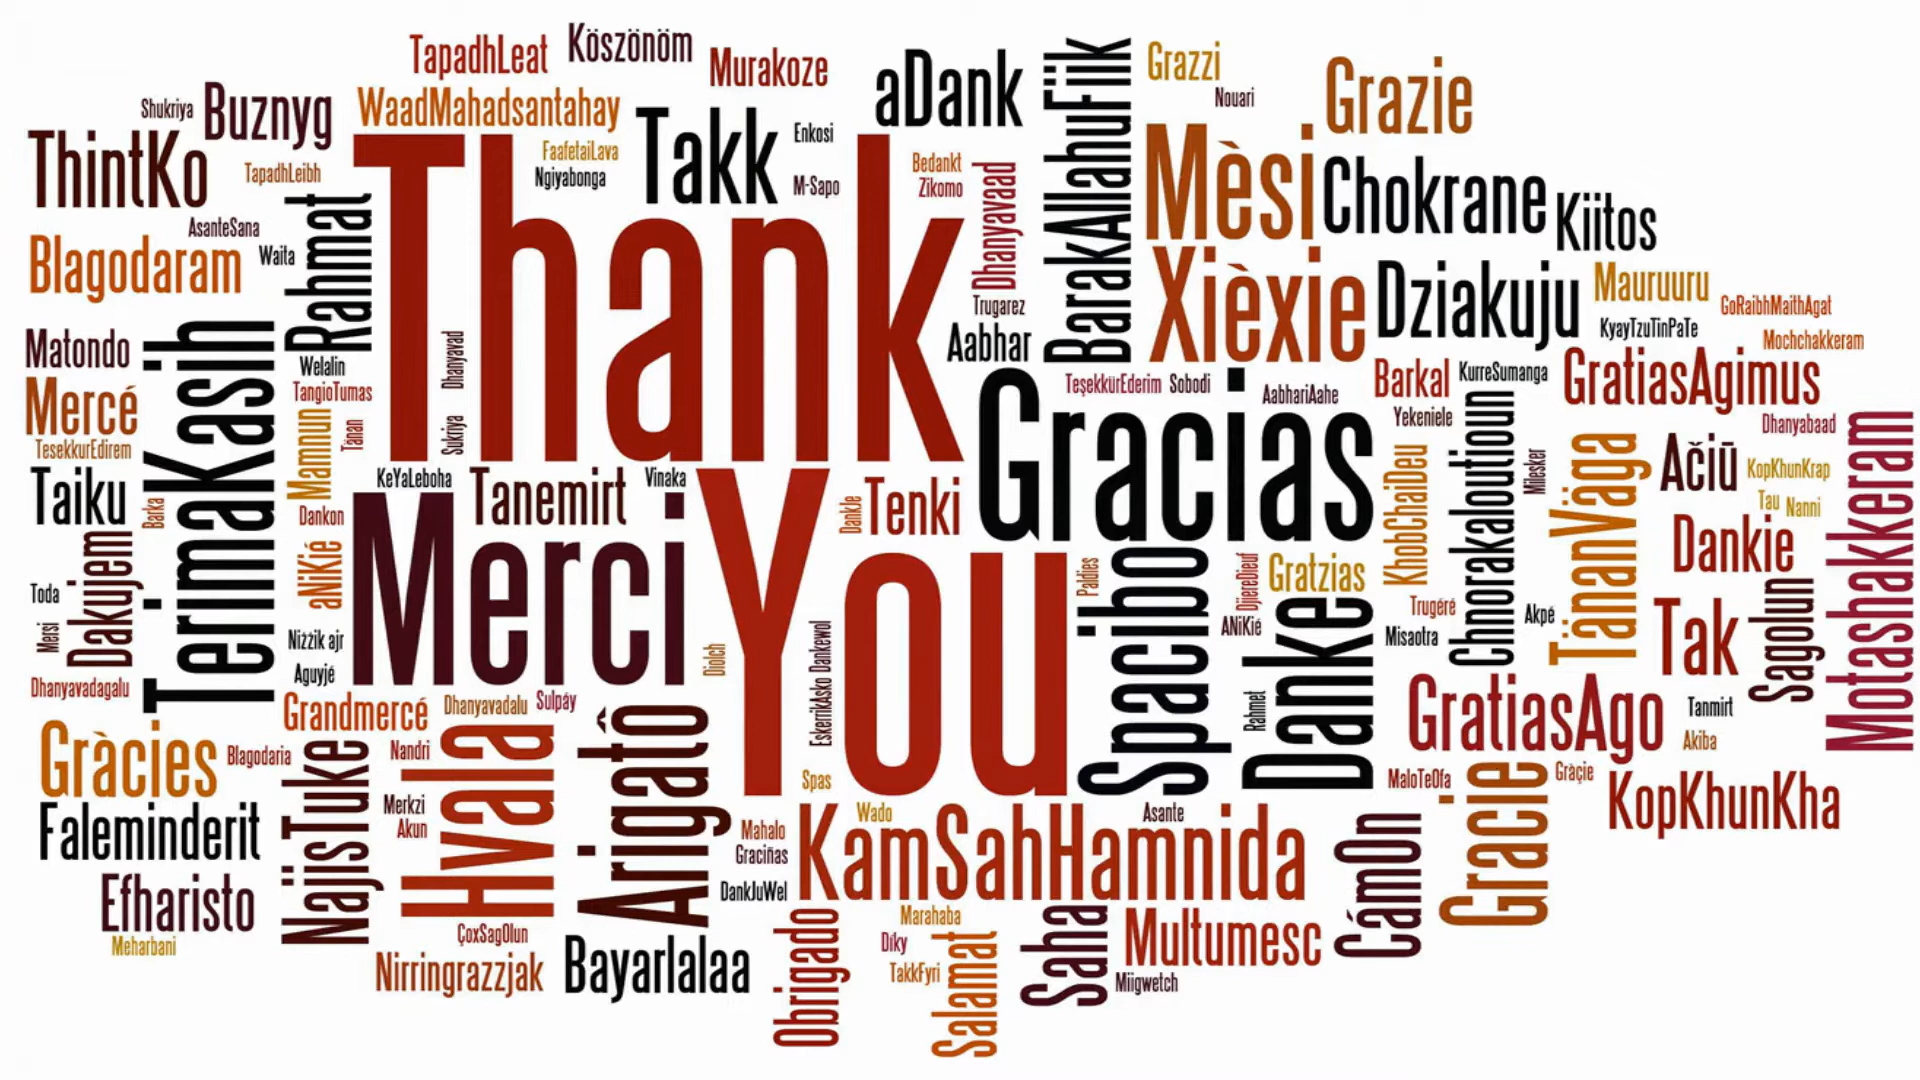 TapadhLeat
Köszönöm
Murakoze
aDank
BarakAllahuFiik
Grazzi
Nouari
Grazie
Shukriya
Buznyg
WaadMahadsantahay
Takk
Enkosi
ThintKo
TapadhLeibh
FaafetaiLava
Ngiyabonga
M-Sapo
Bedankt
Zikomo
Dhanyavaad
Mèsi
Chokrane
Kiitos
AsanteSana
Waita
Rahmat
Blagodaram
Thank
Trugarez
Aabhar
Xièxie
Dziakuju
Mauruuru
GoRaibhMaithAgat
KyayTzuTinPaTe
Mochchakkeram
Matondo
TerimaKasih
Welalin
Dhanyavad
TangioTumas
Mercé
TeşekkürEderim
Sobodi
AabhariAahe
Barkal
KurreSumanga
GratiasAgimus
Yekeniele
Dhanyabaad
TesekkurEdirem
Mamnun
Tänan
Sukriya
Gracias
Chnorakaloutioun
Ačiū
KopKhunKrap
Motashakkeram
Taiku
Barka
KeYaLeboha
Tanemirt
Vinaka
DankJe
Tenki
KhobChaiDeu
Milesker
TänanVäga
Tau
Nanni
Dankon
Merci
You
Dakujem
aNiKié
Spacibo
Paldies
DjiereDieuf
Gratzias
Dankie
Toda
Mersi
Niżżik ajr
Aguyjé
Diolch
EskerrikAsko
Dankewol
ANiKié
Danke
Trugéré
Misaotra
Akpé
Tak
Sagolun
Dhanyavadagalu
Grandmercé
Dhanyavadalu
Sulpáy
Rahmet
GratiasAgo
Tanmirt
Akiba
Gràcies
Blagodaria
NajisTuke
Nandri
Hvala
Arigatô
Spas
MaloTeOfa
Gracie
Gràçie
KopKhunKha
Faleminderit
Merkzi
Akun
Mahalo
Graciñas
Wado
KamSahHamnida
Asante
CámOn
Efharisto
DankJuWel
Meharbani
ÇoxSagOlun
Nirringrazzjak
Bayarlalaa
Obrigado
Marahaba
Díky
TakkFyri
Salamat
Saha
Multumesc
Miigwetch